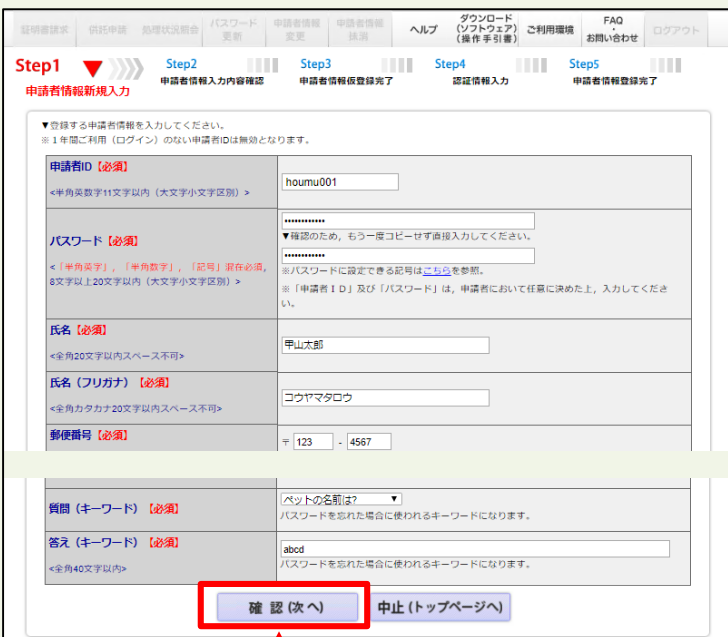 証明書請求 供託申請 処理状況照会 パスワード更新 申請者情報変更 申請者情報抹消 ヘルプ ダウンロード(ソフトウェア)(操作手引書) ご利用環境 FAQ・お問い合わせ ログアウト
Step1 Step2 Step3 Step4 Step5
申請者情報新規入力 申請者情報入力内容確認 申請者情報仮登録完了 認証情報入力 申請者情報登録完了
▼登録する申請者情報を入力してください。
※1年間ご利用（ログイン）のない申請者IDは無効となります。
申請者ID【必須】
<半角英数字11文字以内（大文字小文字区別）>
houmu001
パスワード【必須】
<「半角英字」,「半角数字」,「記号」混在必須,
8文字以上20文字以内（大文字小文字区別）>
••••••••••••
▼確認のため，もう一度コピーせず直接入力してください。
••••••••••••
※パスワードに設定できる記号はこちらを参照。
※「申請者ＩＤ」及び「パスワード」は，申請者において任意に決めた上，入力してくださ
い。
氏名【必須】
<全角20文字以内スペース不可>
甲山太郎
氏名（フリガナ）【必須】
<全角カタカナ20文字以内スペース不可>
コウヤマタロウ
郵便番号【必須】
〒 123 - 4567
質問（キーワード）【必須】
ペットの名前は? ▼
パスワードを忘れた場合に使われるキーワードになります。
答え（キーワード）【必須】
<全角40文字以内>
abcd
パスワードを忘れた場合に使われるキーワードになります。
確 認 (次 へ) 中止 (トップページへ)